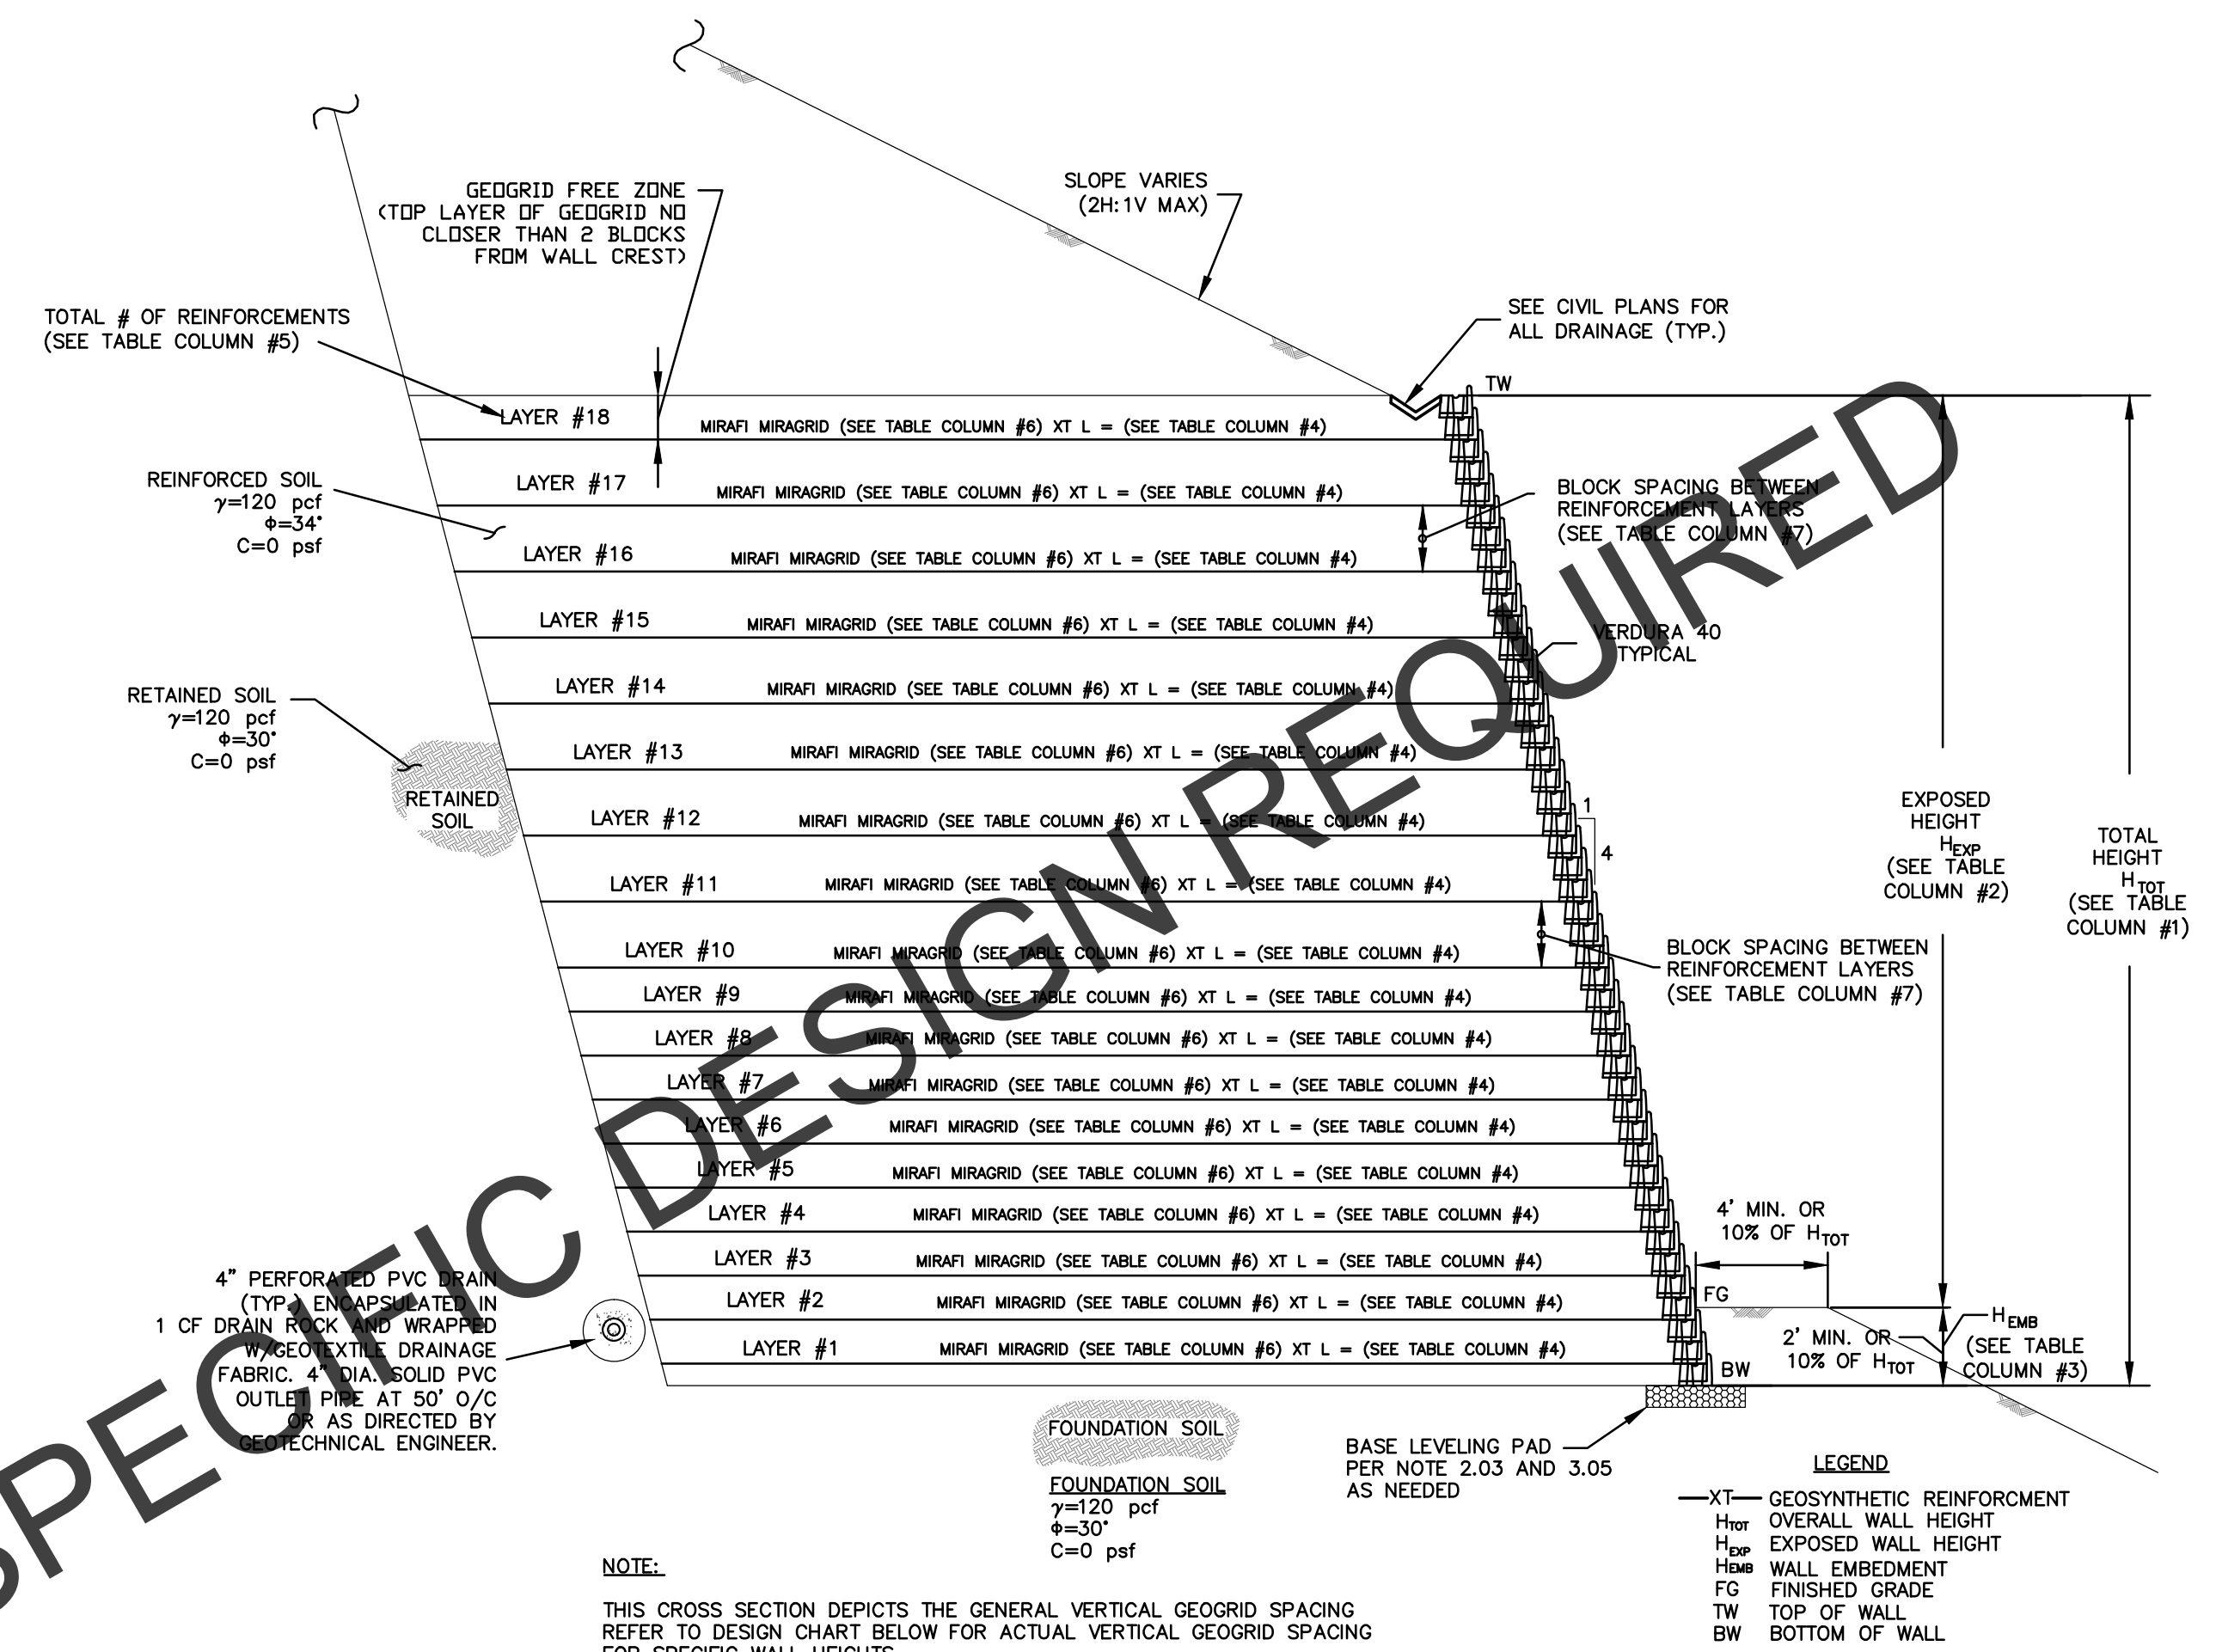 GEOGRID FREE ZONE
(TOP LAYER OF GEOGRID NO
CLOSER THAN 2 BLOCKS
FROM WALL CREST)
SLOPE VARIES
(2H:1V MAX)
SEE CIVIL PLANS FOR
ALL DRAINAGE (TYP.)
TOTAL # OF REINFORCEMENTS
(SEE TABLE COLUMN #5)
TW
LAYER #18
MIRAFI MIRAGRID (SEE TABLE COLUMN #6) XT L = (SEE TABLE COLUMN #4)
REINFORCED SOIL
γ=120 pcf
Φ=34°
C=0 psf
LAYER #17
MIRAFI MIRAGRID (SEE TABLE COLUMN #6) XT L = (SEE TABLE COLUMN #4)
BLOCK SPACING BETWEEN
REINFORCEMENT LAYERS
(SEE TABLE COLUMN #7)
LAYER #16
MIRAFI MIRAGRID (SEE TABLE COLUMN #6) XT L = (SEE TABLE COLUMN #4)
LAYER #15
MIRAFI MIRAGRID (SEE TABLE COLUMN #6) XT L = (SEE TABLE COLUMN #4)
VERDURA 40
TYPICAL
RETAINED SOIL
γ=120 pcf
Φ=30°
C=0 psf
LAYER #14
MIRAFI MIRAGRID (SEE TABLE COLUMN #6) XT L = (SEE TABLE COLUMN #4)
LAYER #13
MIRAFI MIRAGRID (SEE TABLE COLUMN #6) XT L = (SEE TABLE COLUMN #4)
RETAINED
SOIL
LAYER #12
MIRAFI MIRAGRID (SEE TABLE COLUMN #6) XT L = (SEE TABLE COLUMN #4)
1
4
EXPOSED
HEIGHT
HEXP
(SEE TABLE
COLUMN #2)
TOTAL
HEIGHT
HTOT
(SEE TABLE
COLUMN #1)
LAYER #11
MIRAFI MIRAGRID (SEE TABLE COLUMN #6) XT L = (SEE TABLE COLUMN #4)
LAYER #10
MIRAFI MIRAGRID (SEE TABLE COLUMN #6) XT L = (SEE TABLE COLUMN #4)
BLOCK SPACING BETWEEN
REINFORCEMENT LAYERS
(SEE TABLE COLUMN #7)
LAYER #9
MIRAFI MIRAGRID (SEE TABLE COLUMN #6) XT L = (SEE TABLE COLUMN #4)
LAYER #8
MIRAFI MIRAGRID (SEE TABLE COLUMN #6) XT L = (SEE TABLE COLUMN #4)
LAYER #7
MIRAFI MIRAGRID (SEE TABLE COLUMN #6) XT L = (SEE TABLE COLUMN #4)
LAYER #6
MIRAFI MIRAGRID (SEE TABLE COLUMN #6) XT L = (SEE TABLE COLUMN #4)
LAYER #5
MIRAFI MIRAGRID (SEE TABLE COLUMN #6) XT L = (SEE TABLE COLUMN #4)
LAYER #4
MIRAFI MIRAGRID (SEE TABLE COLUMN #6) XT L = (SEE TABLE COLUMN #4)
4' MIN. OR
10% OF HTOT
LAYER #3
MIRAFI MIRAGRID (SEE TABLE COLUMN #6) XT L = (SEE TABLE COLUMN #4)
4" PERFORATED PVC DRAIN
(TYP.) ENCAPSULATED IN
1 CF DRAIN ROCK AND WRAPPED
W/GEOTEXTILE DRAINAGE
FABRIC. 4" DIA. SOLID PVC
OUTLET PIPE AT 50' O/C
OR AS DIRECTED BY
GEOTECHNICAL ENGINEER.
LAYER #2
MIRAFI MIRAGRID (SEE TABLE COLUMN #6) XT L = (SEE TABLE COLUMN #4)
FG
LAYER #1
MIRAFI MIRAGRID (SEE TABLE COLUMN #6) XT L = (SEE TABLE COLUMN #4)
BW
2' MIN. OR
10% OF HTOT
HEMB
(SEE TABLE
COLUMN #3)
FOUNDATION SOIL
FOUNDATION SOIL
γ=120 pcf
Φ=30°
C=0 psf
BASE LEVELING PAD
PER NOTE 2.03 AND 3.05
AS NEEDED
LEGEND
XT GEOSYNTHETIC REINFORCMENT
HTOT OVERALL WALL HEIGHT
HEXP EXPOSED WALL HEIGHT
HEMB WALL EMBEDMENT
FG FINISHED GRADE
TW TOP OF WALL
BW BOTTOM OF WALL
NOTE:
THIS CROSS SECTION DEPICTS THE GENERAL VERTICAL GEOGRID SPACING
REFER TO DESIGN CHART BELOW FOR ACTUAL VERTICAL GEOGRID SPACING
FOR SPECIFIC WALL HEIGHTS
SPECIFIC DESIGN REQUIRED